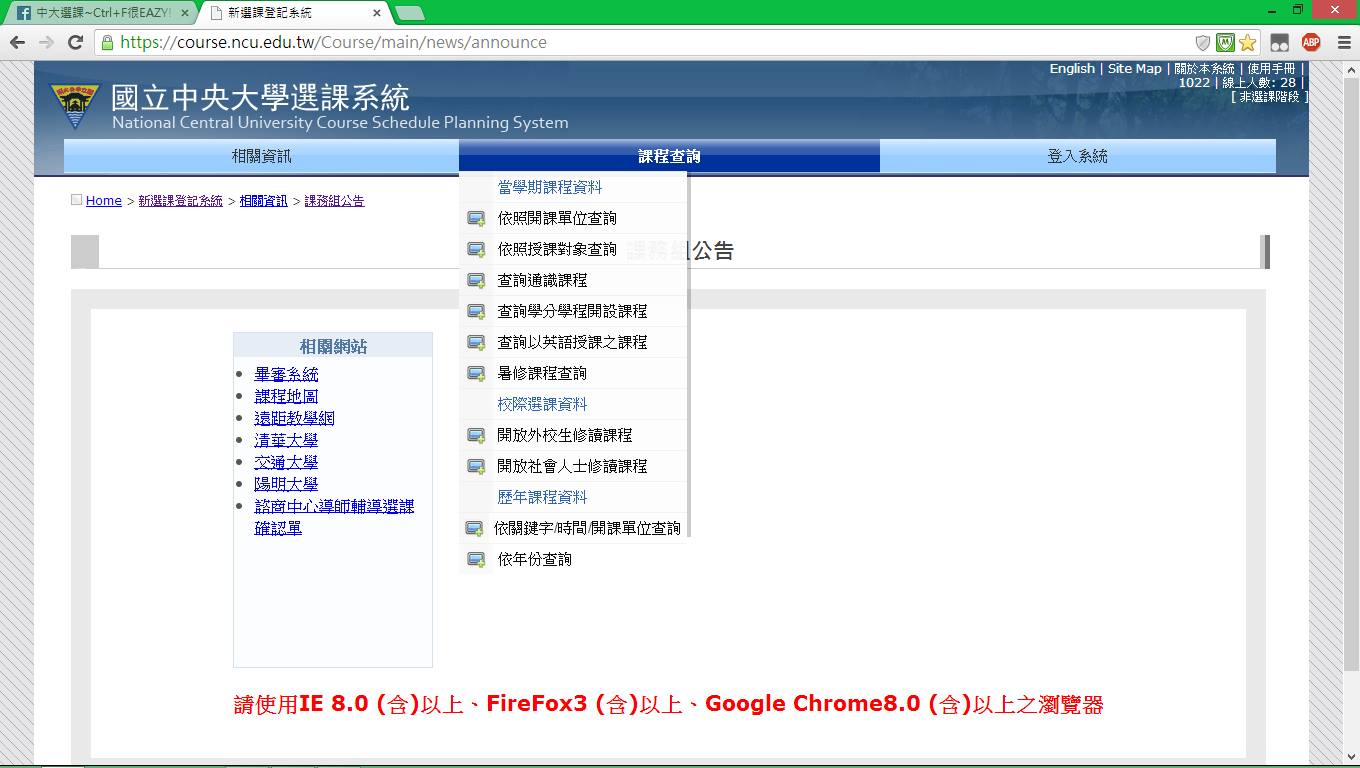 中大選課~Ctrl+F很EAZY!
新選課登記系統
https://course.ncu.edu.tw/Course/main/news/announce
ABP
English | Site Map | 關於本系統 | 使用手冊 |
1022 | 線上人數: 28 |
[ 非選課階段 ]
國立中央大學選課系統
National Central University Course Schedule Planning System
相關資訊
課程查詢
登入系統
Home > 新選課登記系統 > 相關資訊 > 課務組公告
課務組公告
當學期課程資料
依照開課單位查詢
依照授課對象查詢
查詢通識課程
查詢學分學程開設課程
查詢以英語授課之課程
暑修課程查詢
校際選課資料
開放外校生修讀課程
開放社會人士修讀課程
歷年課程資料
依關鍵字/時間/開課單位查詢
依年份查詢
相關網站
畢審系統
課程地圖
遠距教學網
清華大學
交通大學
陽明大學
諮商中心導師輔導選課
確認單
請使用IE 8.0 (含)以上、FireFox3 (含)以上、Google Chrome8.0 (含)以上之瀏覽器